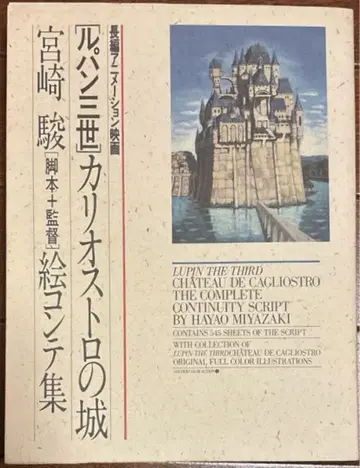 長編アニメーション映画
[ルパン三世]カリオストロの城
宮崎 駿[脚本+監督]絵コンテ集
LUPIN THE THIRD
CHÂTEAU DE CAGLIOSTRO
THE COMPLETE
CONTINUITY SCRIPT
BY HAYAO MIYAZAKI
CONTAINS 545 SHEETS OF THE SCRIPT
WITH COLLECTION OF
LUPIN THE THIRDCHÂTEAU DE CAGLIOSTRO
ORIGINAL FULL COLOR ILLUSTRATIONS